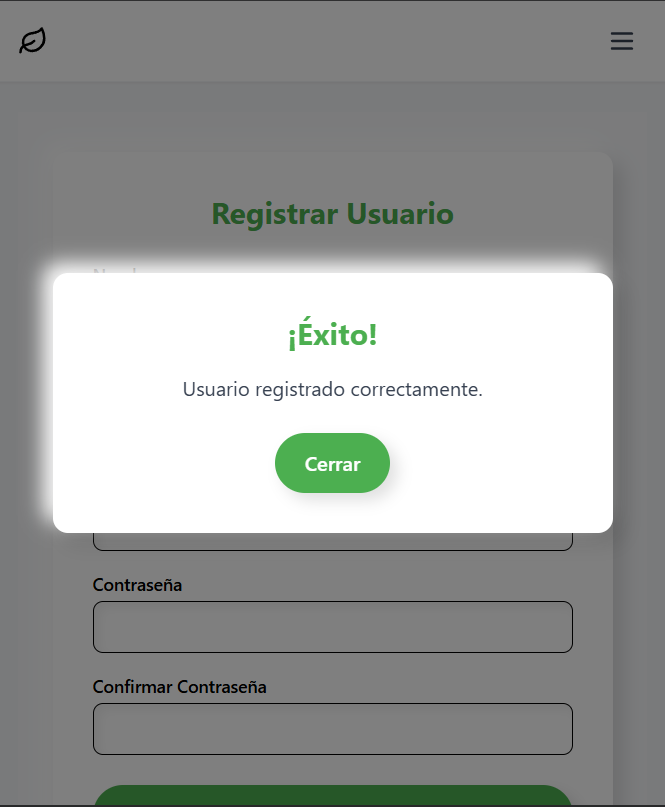 Registrar Usuario
¡Éxito!
Usuario registrado correctamente.
Cerrar
Contraseña
Confirmar Contraseña